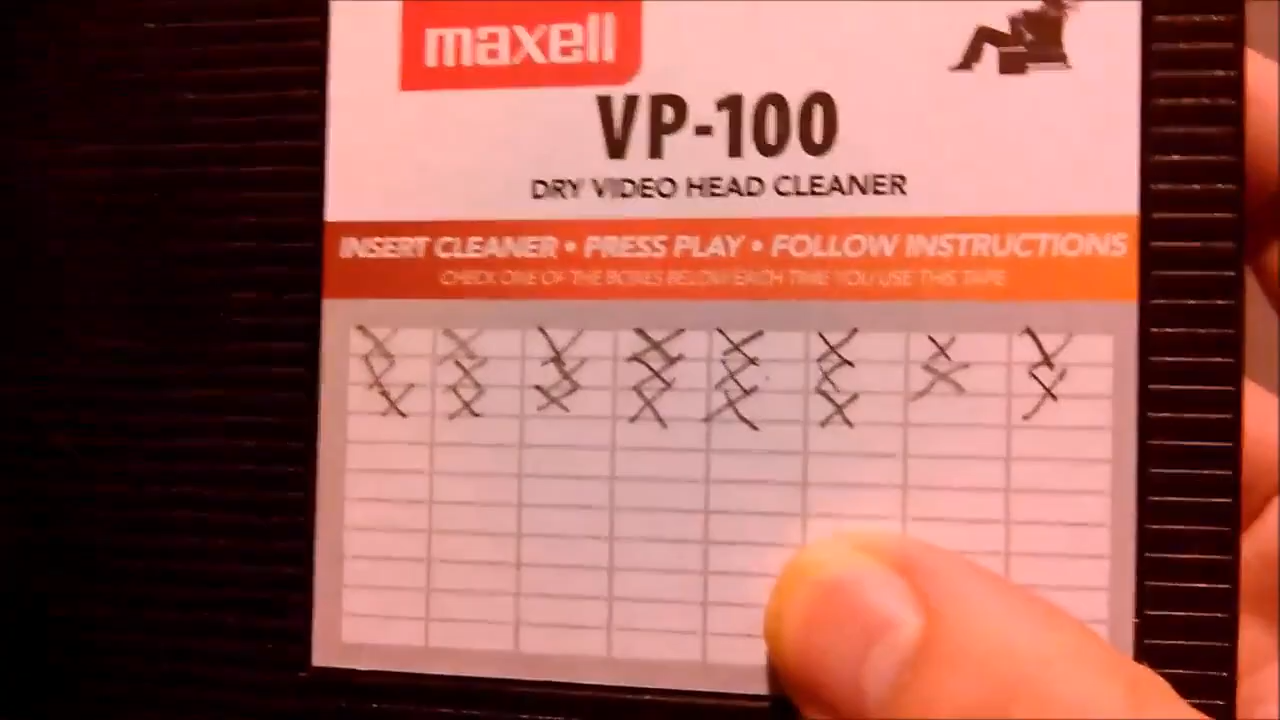 maxell
VP-100
DRY VIDEO HEAD CLEANER
INSERT CLEANER • PRESS PLAY • FOLLOW INSTRUCTIONS
CHECK ONE OF THE BOXES BELOW EACH TIME YOU USE THIS TAPE
X X X X X X X X
X X X X X X X X
X X X X X X